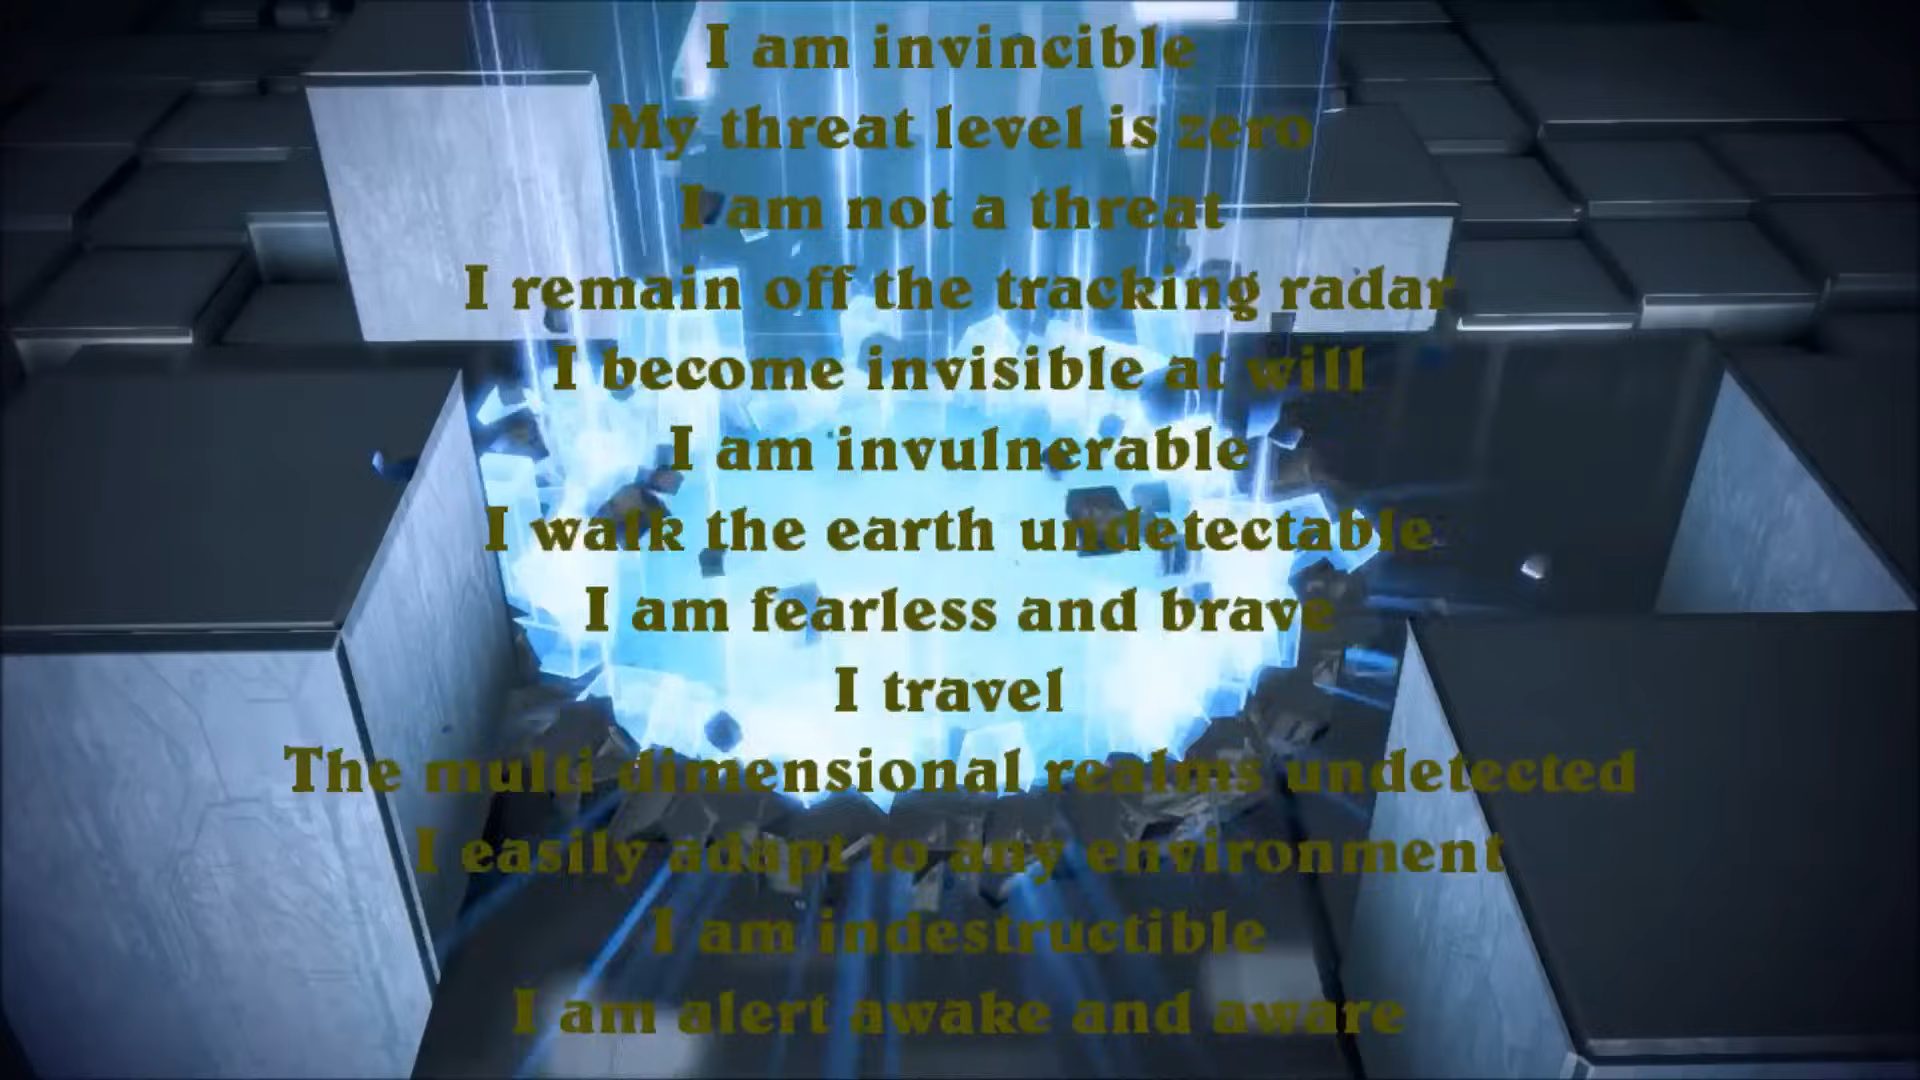 I am invincible
My threat level is zero
I am not a threat
I remain off the tracking radar
I become invisible at will
I am invulnerable
I walk the earth undetectable
I am fearless and brave
I travel
The multi dimensional realms undetected
I easily adapt to any environment
I am indestructible
I am alert awake and aware